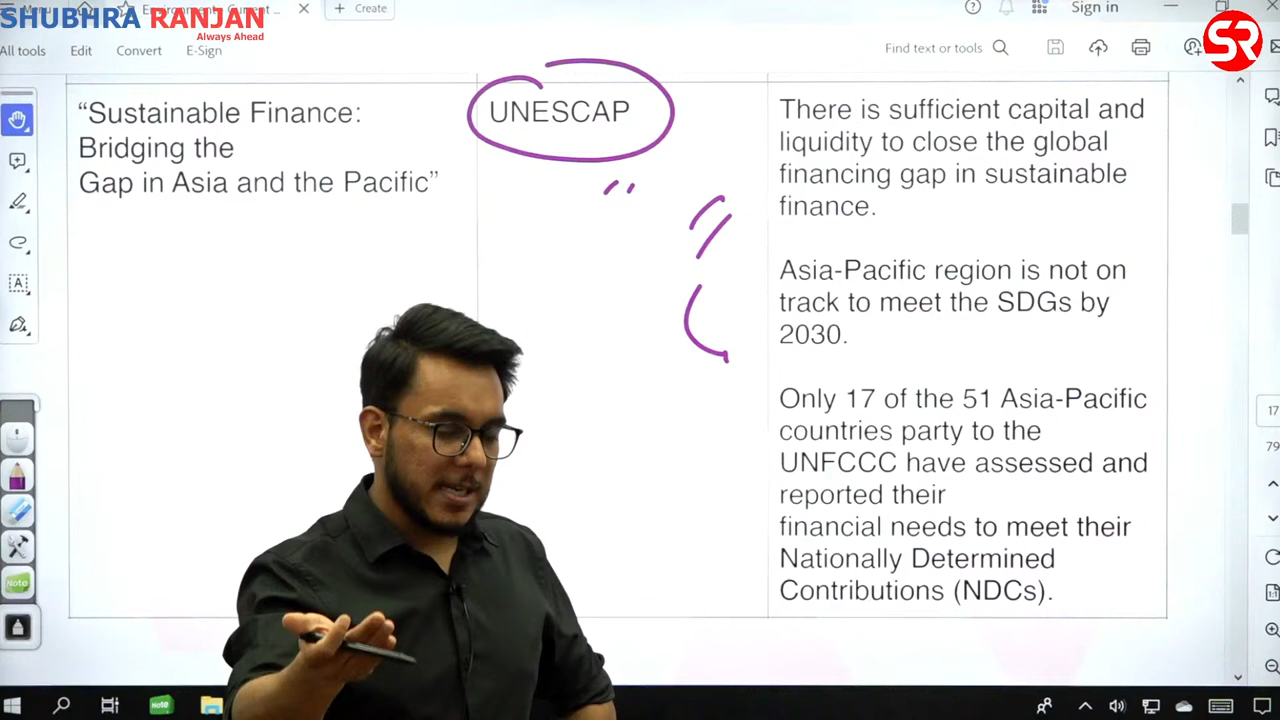 SHUBHRA RANJAN
Always Ahead
Create
Sign in
All tools
Edit
Convert
E-Sign
Find text or tools
SR
“Sustainable Finance:
Bridging the
Gap in Asia and the Pacific”
UNESCAP
There is sufficient capital and
liquidity to close the global
financing gap in sustainable
finance.
Asia-Pacific region is not on
track to meet the SDGs by
2030.
Only 17 of the 51 Asia-Pacific
countries party to the
UNFCCC have assessed and
reported their
financial needs to meet their
Nationally Determined
Contributions (NDCs).
17
79
Note
Note